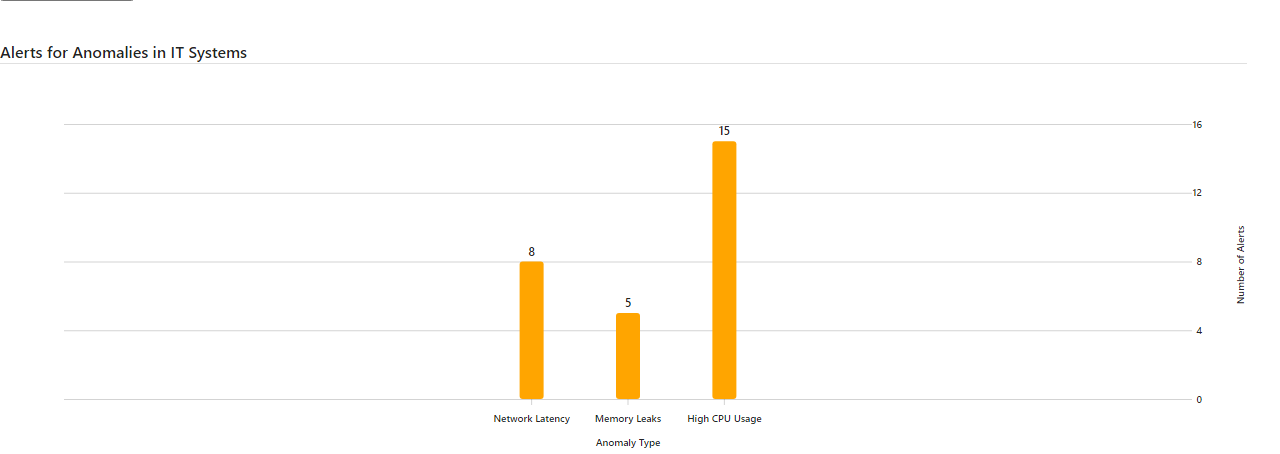 Alerts for Anomalies in IT Systems
16
15
12
8
8
5
4
0
Number of Alerts
Network Latency Memory Leaks High CPU Usage
Anomaly Type